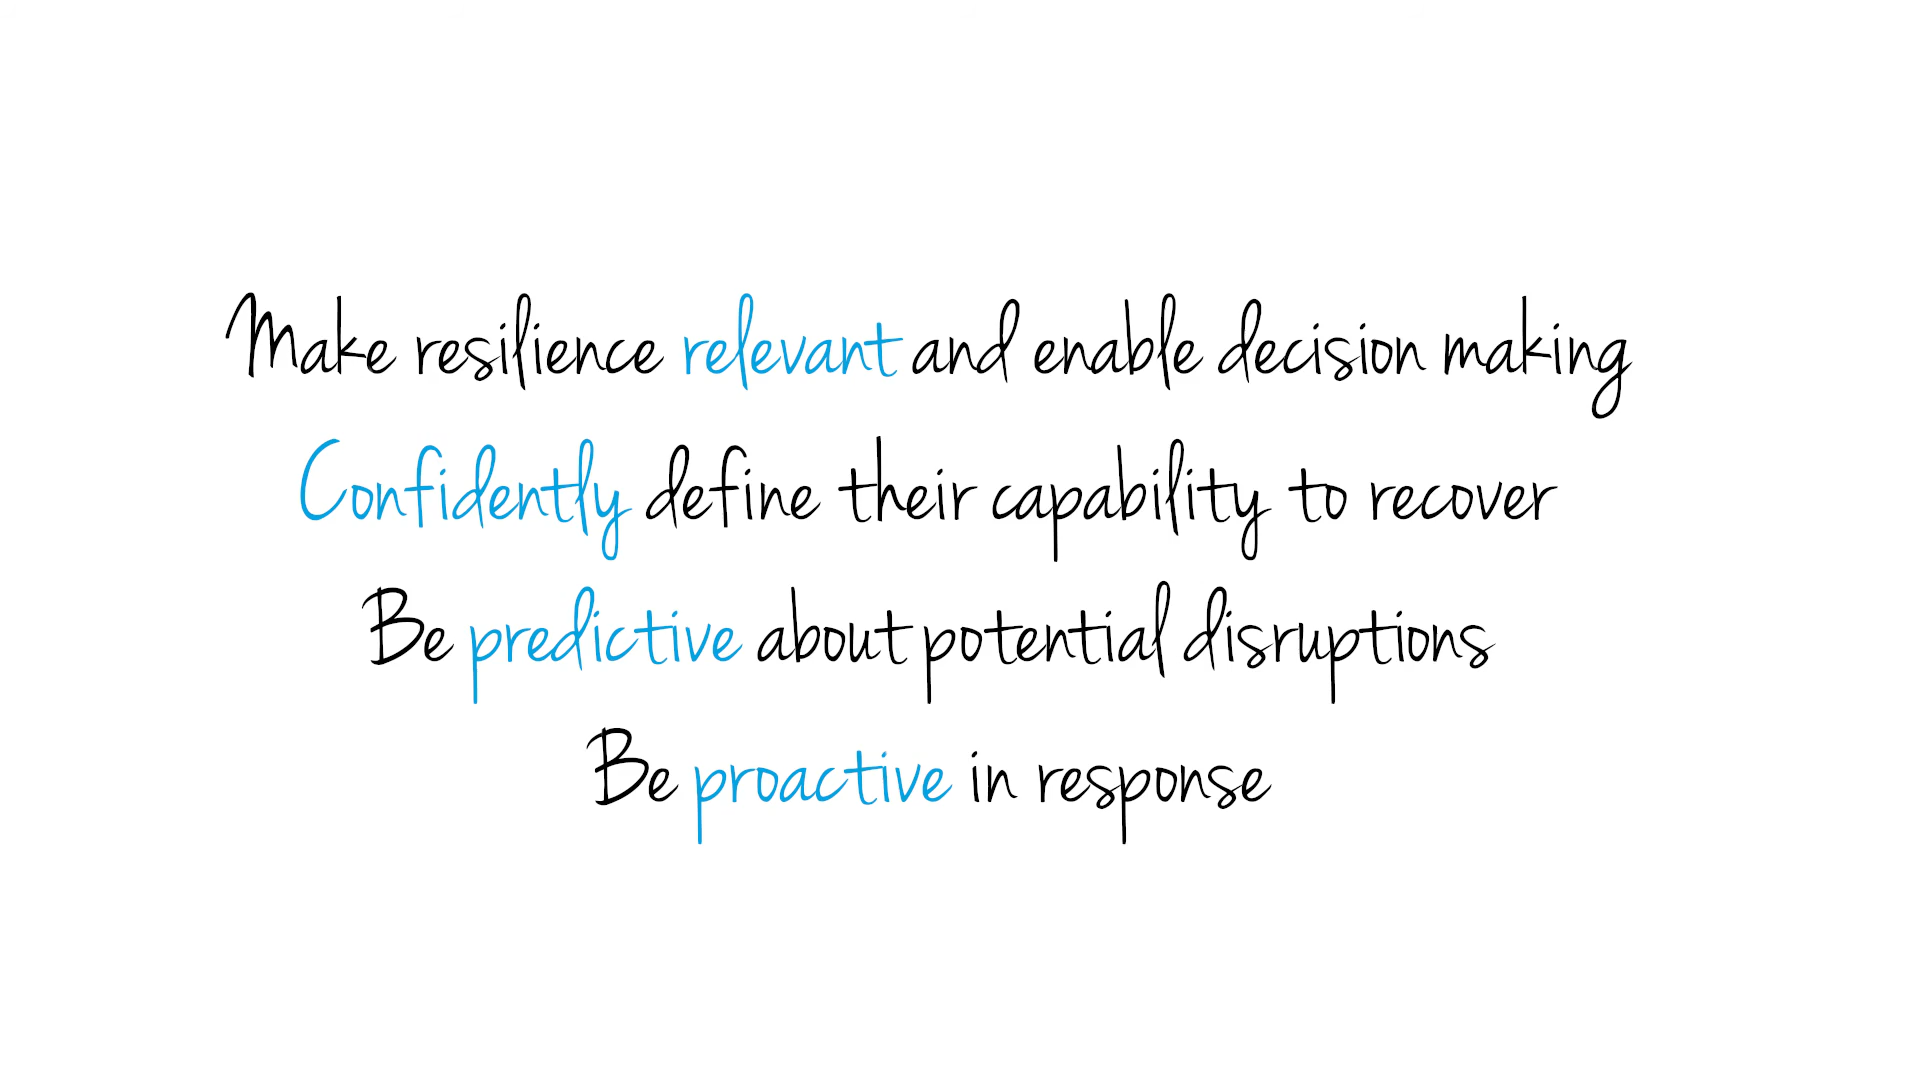 Make resilience relevant and enable decision making
Confidently define their capability to recover
Be predictive about potential disruptions
Be proactive in response